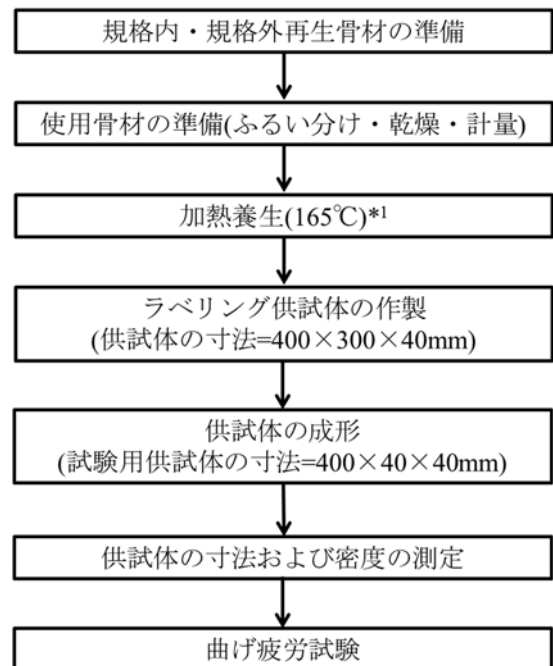 規格内・規格外再生骨材の準備
使用骨材の準備(ふるい分け・乾燥・計量)
加熱養生(165℃)*1
ラベリング供試体の作製
(供試体の寸法=400×300×40mm)
供試体の成形
(試験用供試体の寸法=400×40×40mm)
供試体の寸法および密度の測定
曲げ疲労試験